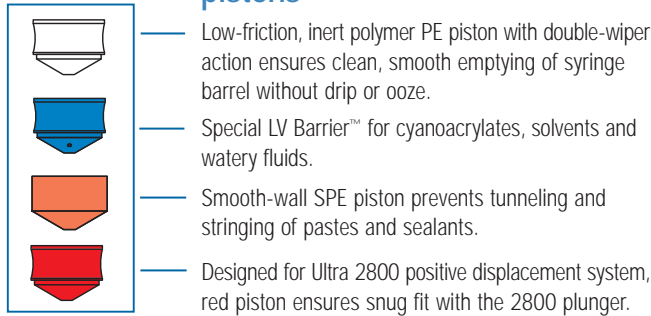 pistons
Low-friction, inert polymer PE piston with double-wiper
action ensures clean, smooth emptying of syringe
barrel without drip or ooze.
Special LV Barrier™ for cyanoacrylates, solvents and
watery fluids.
Smooth-wall SPE piston prevents tunneling and
stringing of pastes and sealants.
Designed for Ultra 2800 positive displacement system,
red piston ensures snug fit with the 2800 plunger.